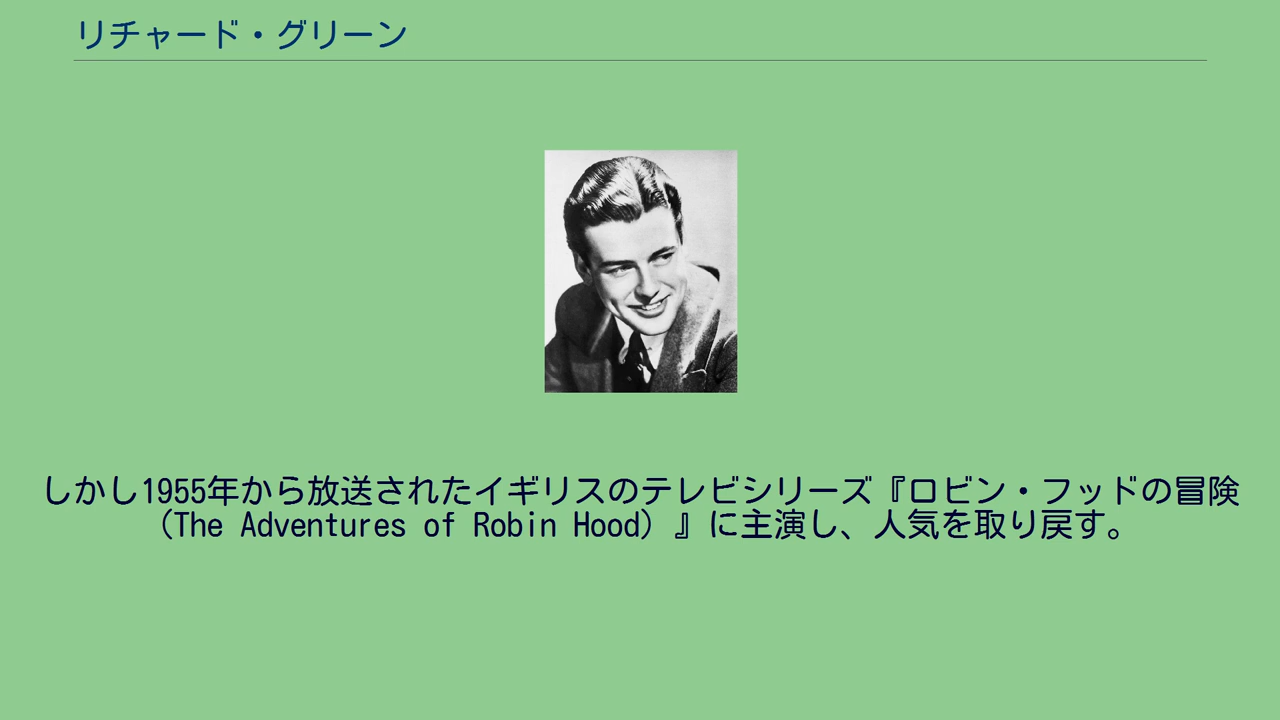 リチャード・グリーン
しかし1955年から放送されたイギリスのテレビシリーズ『ロビン・フッドの冒険
（The Adventures of Robin Hood）』に主演し、人気を取り戻す。